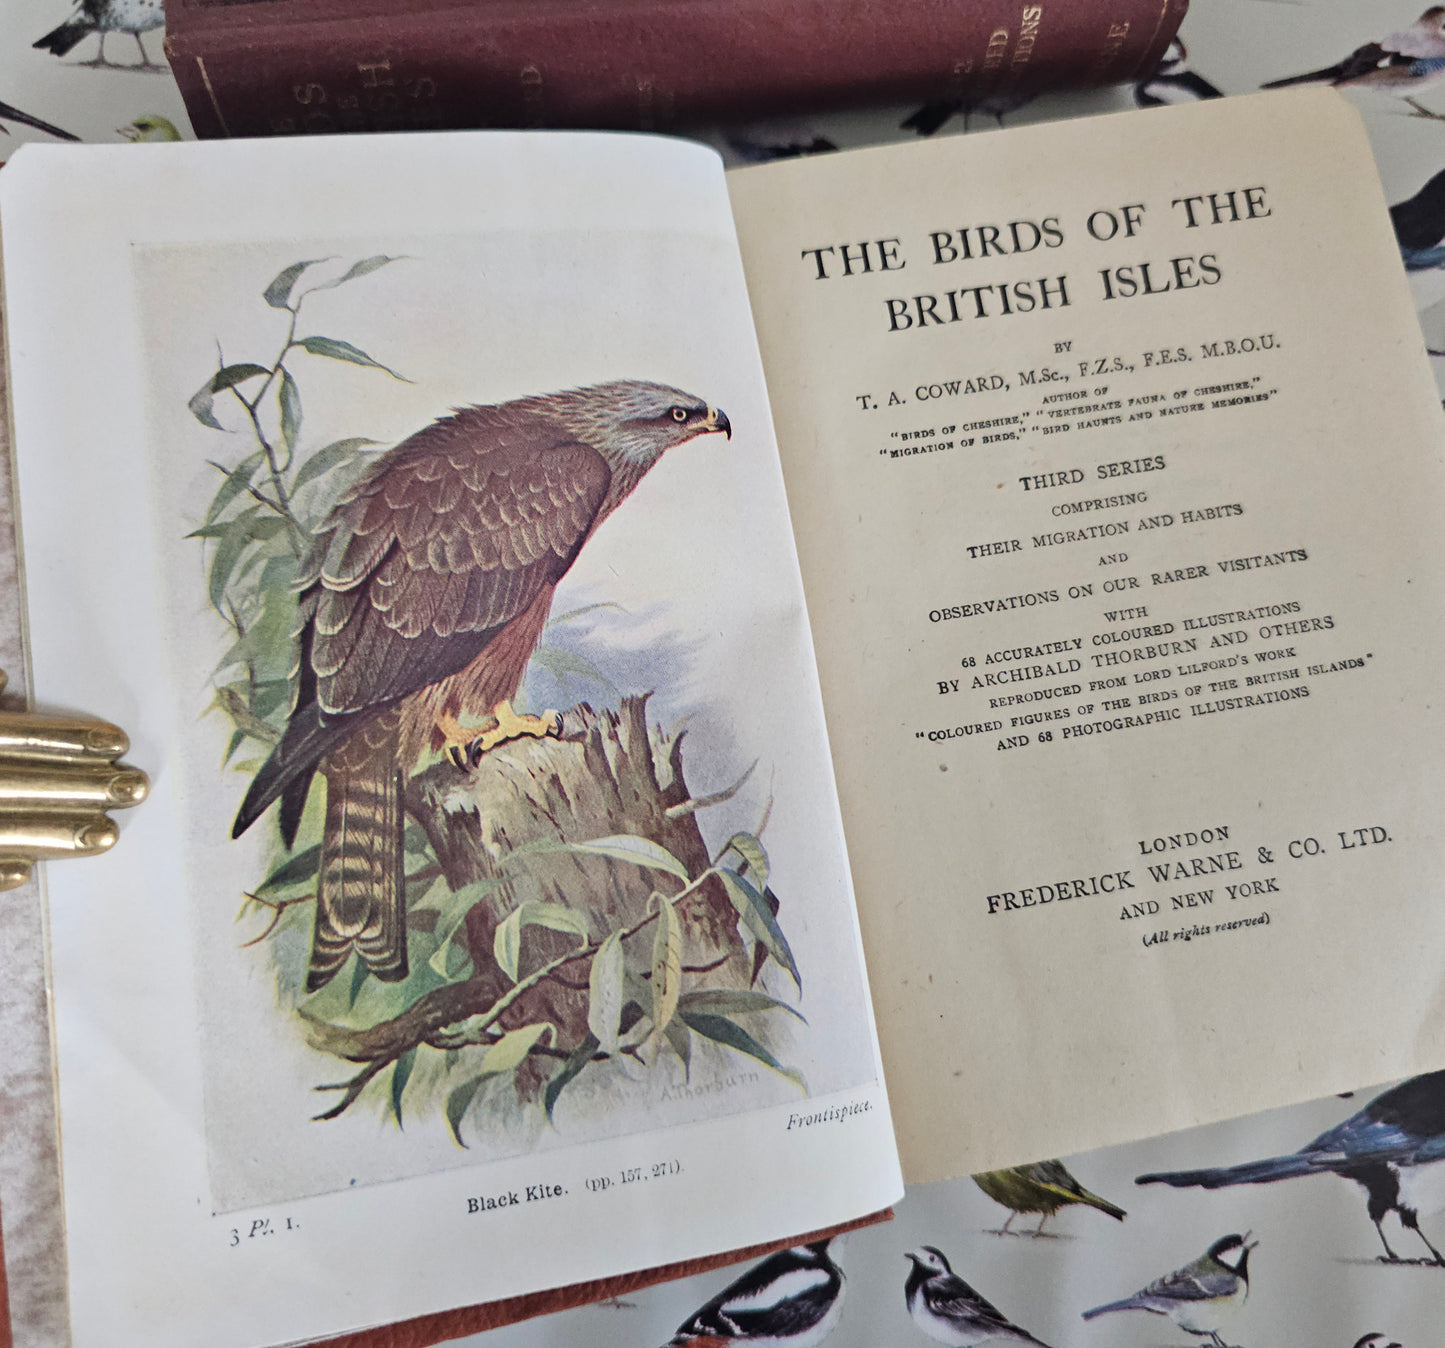 THE BIRDS OF THE
BRITISH ISLES
BY
T. A. COWARD, M.Sc., F.Z.S., F.E.S. M.B.O.U.
AUTHOR OF
"BIRDS OF CHESHIRE," "VERTEBRATE FAUNA OF CHESHIRE,"
"MIGRATION OF BIRDS," "BIRD HAUNTS AND NATURE MEMORIES"
THIRD SERIES
COMPRISING
THEIR MIGRATION AND HABITS
AND
OBSERVATIONS ON OUR RARER VISITANTS
WITH
68 ACCURATELY COLOURED ILLUSTRATIONS
BY ARCHIBALD THORBURN AND OTHERS
REPRODUCED FROM LORD LILFORD'S WORK
"COLOURED FIGURES OF THE BIRDS OF THE BRITISH ISLANDS"
AND 68 PHOTOGRAPHIC ILLUSTRATIONS
LONDON
FREDERICK WARNE & CO. LTD.
AND NEW YORK
(All rights reserved)
A. Thorburn
Frontispiece.
Black Kite. (pp. 157, 271).
3 Pl. 1.